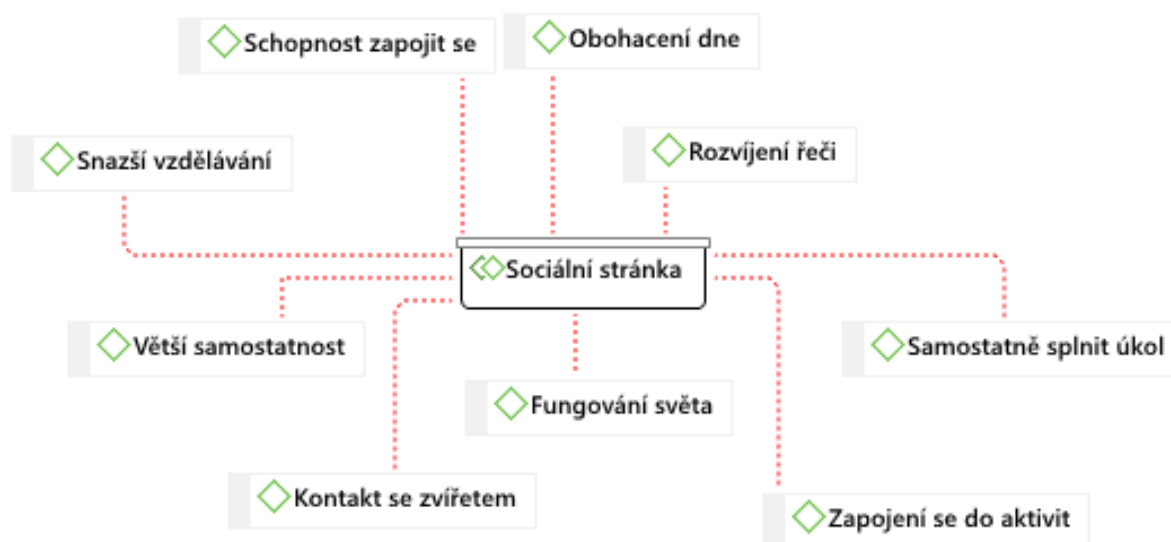 Schopnost zapojit se
Obohacení dne
Snazší vzdělávání
Rozvíjení řeči
Sociální stránka
Větší samostatnost
Samostatně splnit úkol
Fungování světa
Kontakt se zvířetem
Zapojení se do aktivit